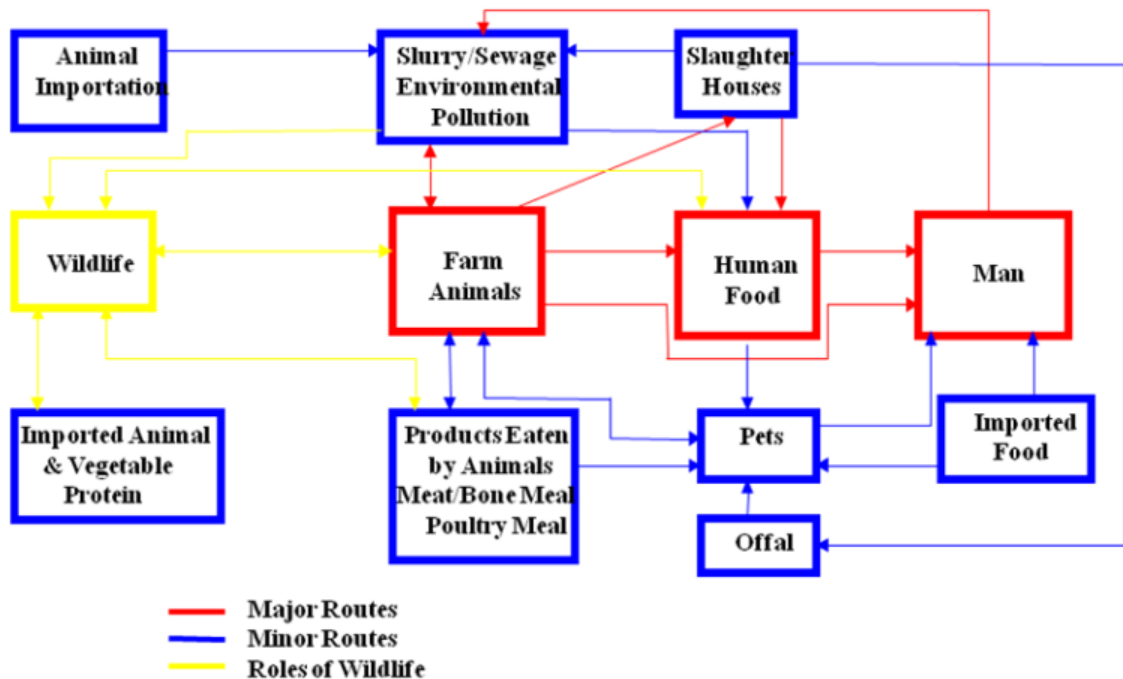 Animal
Importation
Slurry/Sewage
Environmental
Pollution
Slaughter
Houses
Wildlife
Farm
Animals
Human
Food
Man
Imported Animal
& Vegetable
Protein
Products Eaten
by Animals
Meat/Bone Meal
Poultry Meal
Pets
Imported
Food
Offal
Major Routes
Minor Routes
Roles of Wildlife